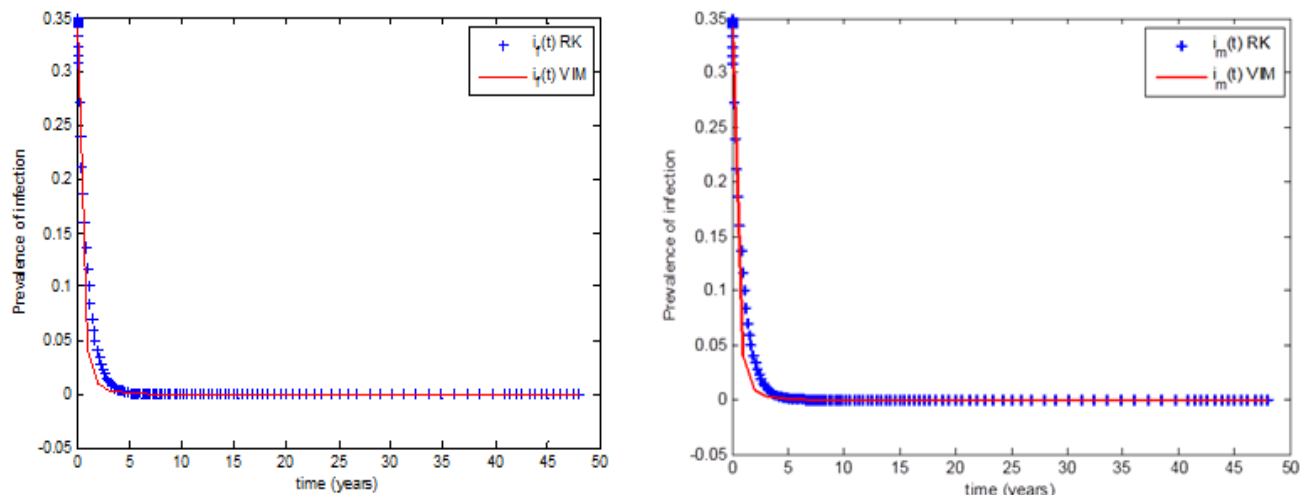 0.35
0.3
0.25
0.2
0.15
0.1
0.05
0
-0.05
Prevalence of infection
0 5 10 15 20 25 30 35 40 45 50
time (years)
i_f(t) RK
i_f(t) VIM
0.35
0.3
0.25
0.2
0.15
0.1
0.05
0
-0.05
Prevalence of infection
0 5 10 15 20 25 30 35 40 45 50
time (years)
i_m(t) RK
i_m(t) VIM